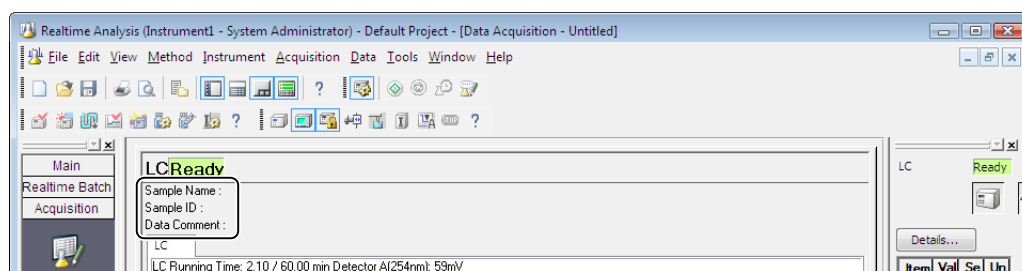 Realtime Analysis (Instrument1 - System Administrator) - Default Project - [Data Acquisition - Untitled]
File Edit View Method Instrument Acquisition Data Tools Window Help
Main
Realtime Batch
Acquisition
LC Ready
Sample Name :
Sample ID :
Data Comment :
LC
LC Running Time: 2.10 / 60.00 min Detector A(254nm): 59mV
LC Ready
Details...
Item Val Se Un